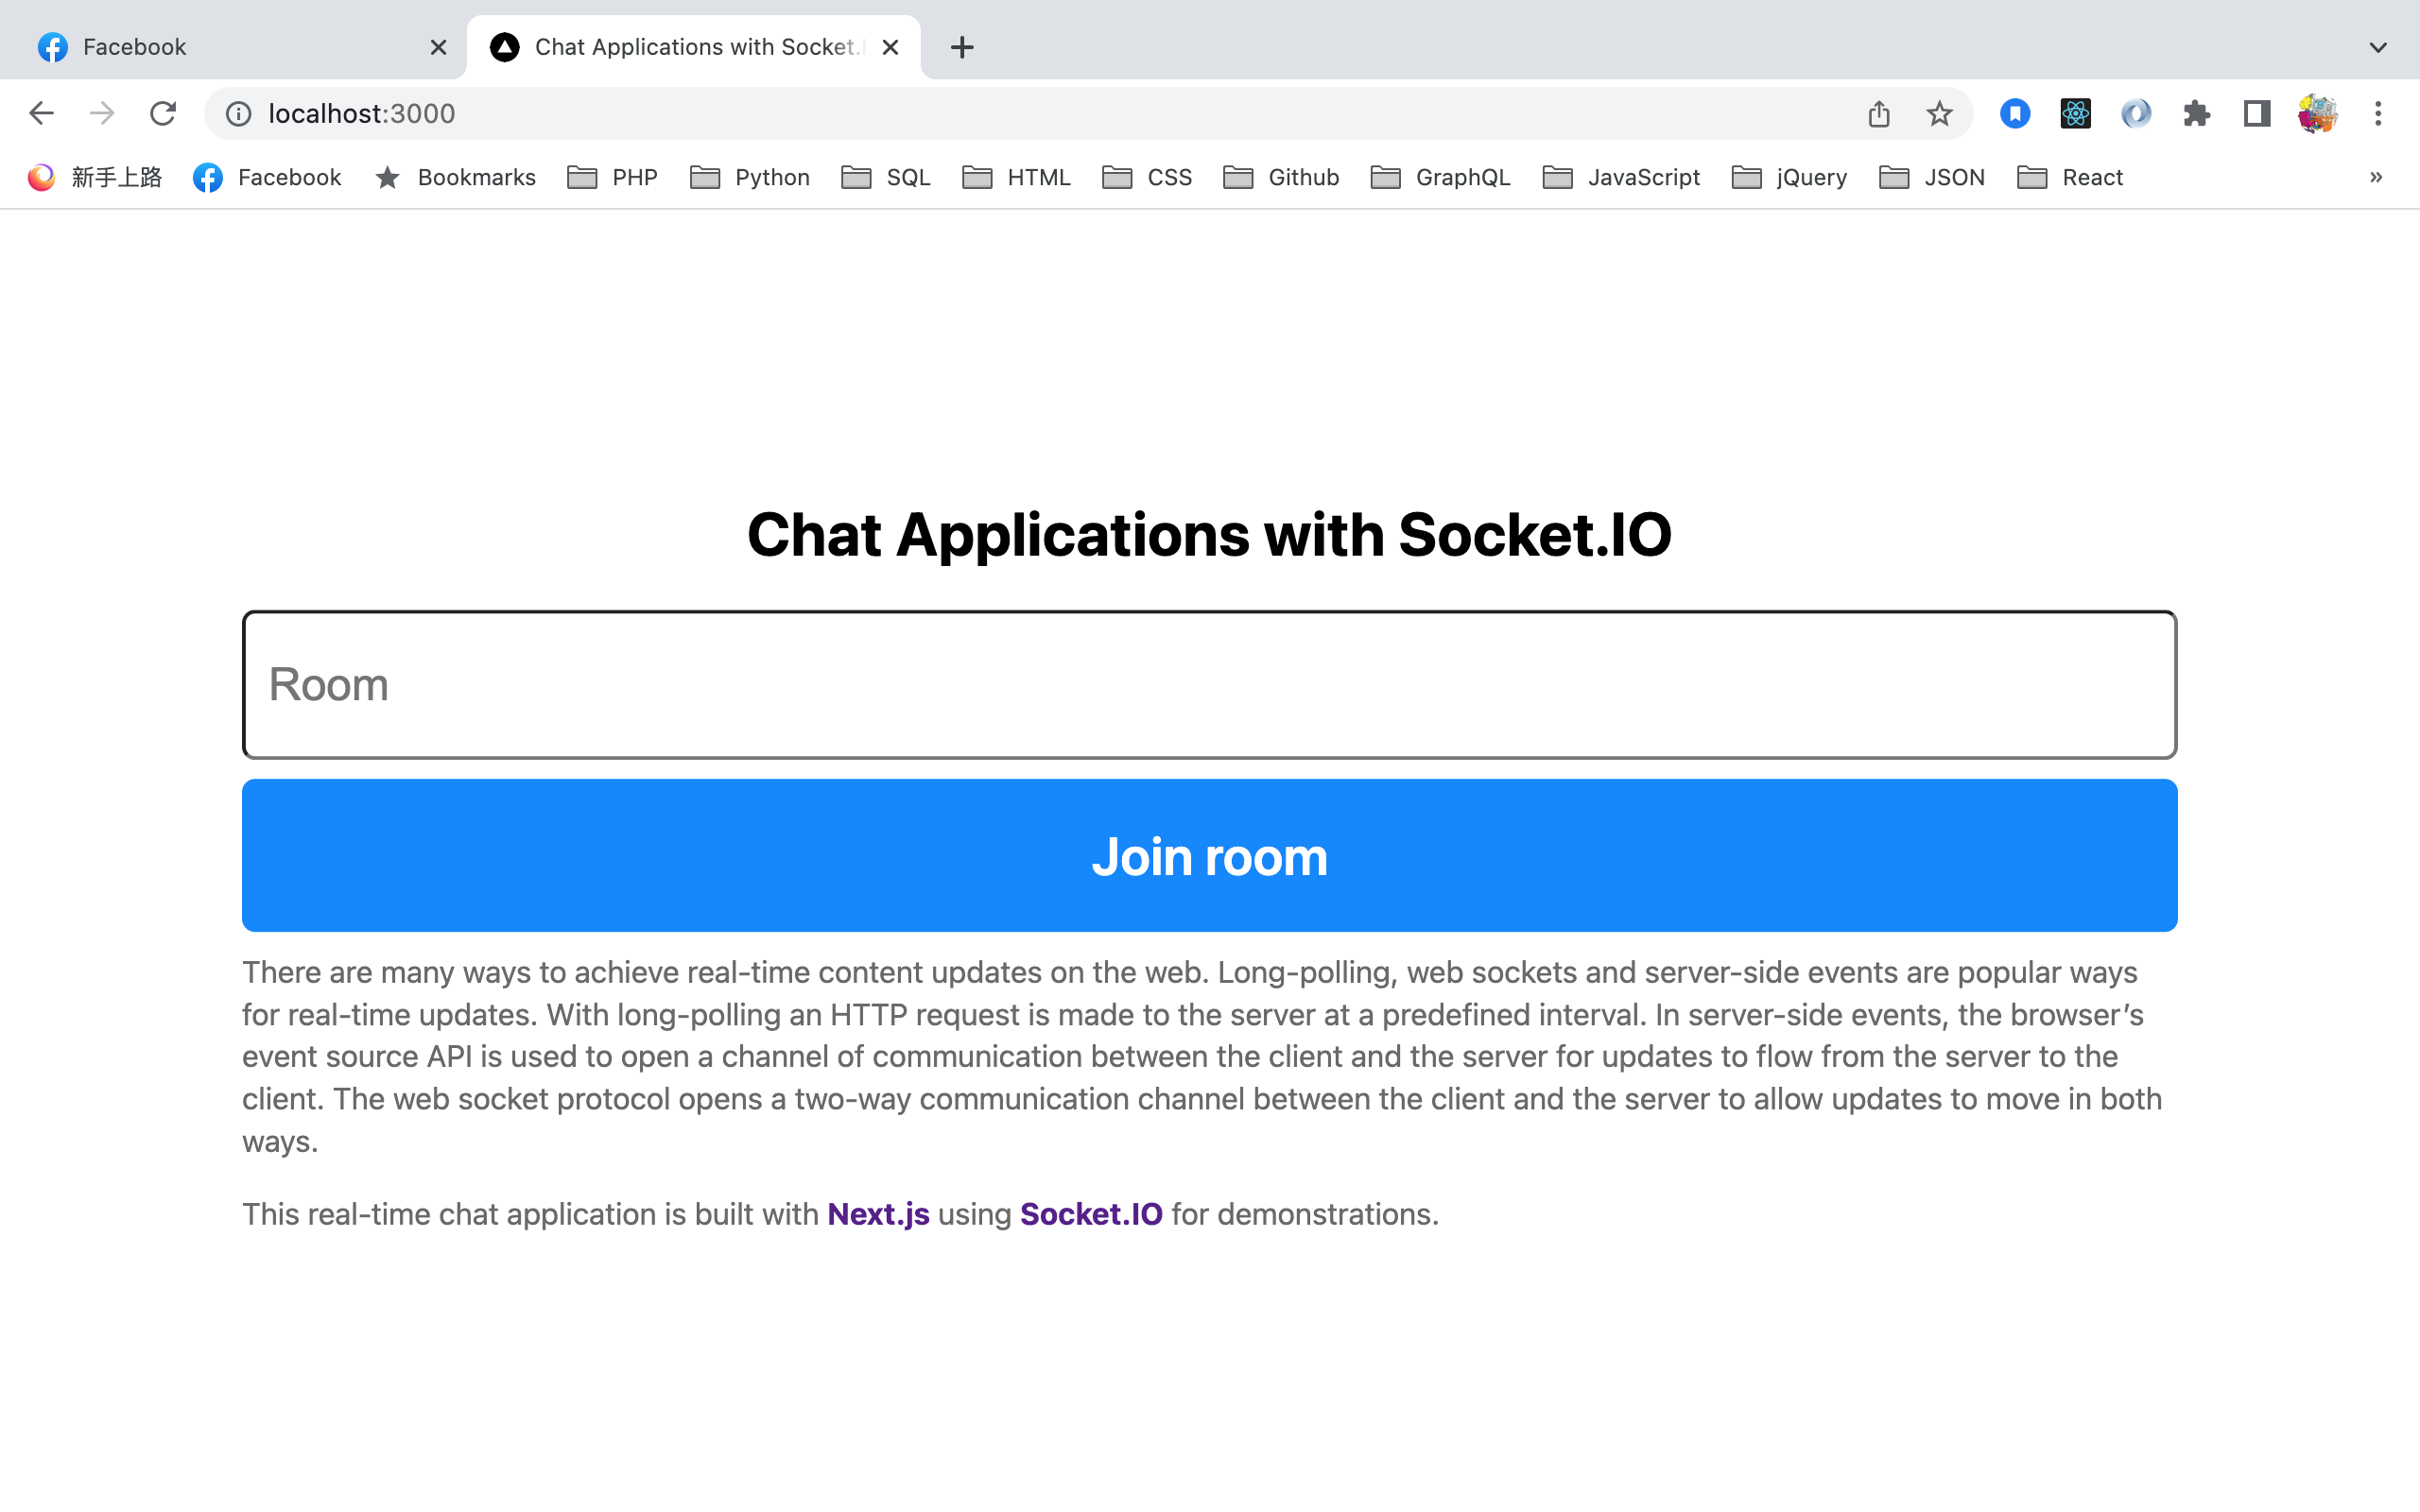 Facebook
Chat Applications with Socket.
localhost:3000
新手上路 Facebook Bookmarks PHP Python SQL HTML CSS Github GraphQL JavaScript jQuery JSON React »
Chat Applications with Socket.IO
Room
Join room
There are many ways to achieve real-time content updates on the web. Long-polling, web sockets and server-side events are popular ways
for real-time updates. With long-polling an HTTP request is made to the server at a predefined interval. In server-side events, the browser’s
event source API is used to open a channel of communication between the client and the server for updates to flow from the server to the
client. The web socket protocol opens a two-way communication channel between the client and the server to allow updates to move in both
ways.
This real-time chat application is built with Next.js using Socket.IO for demonstrations.